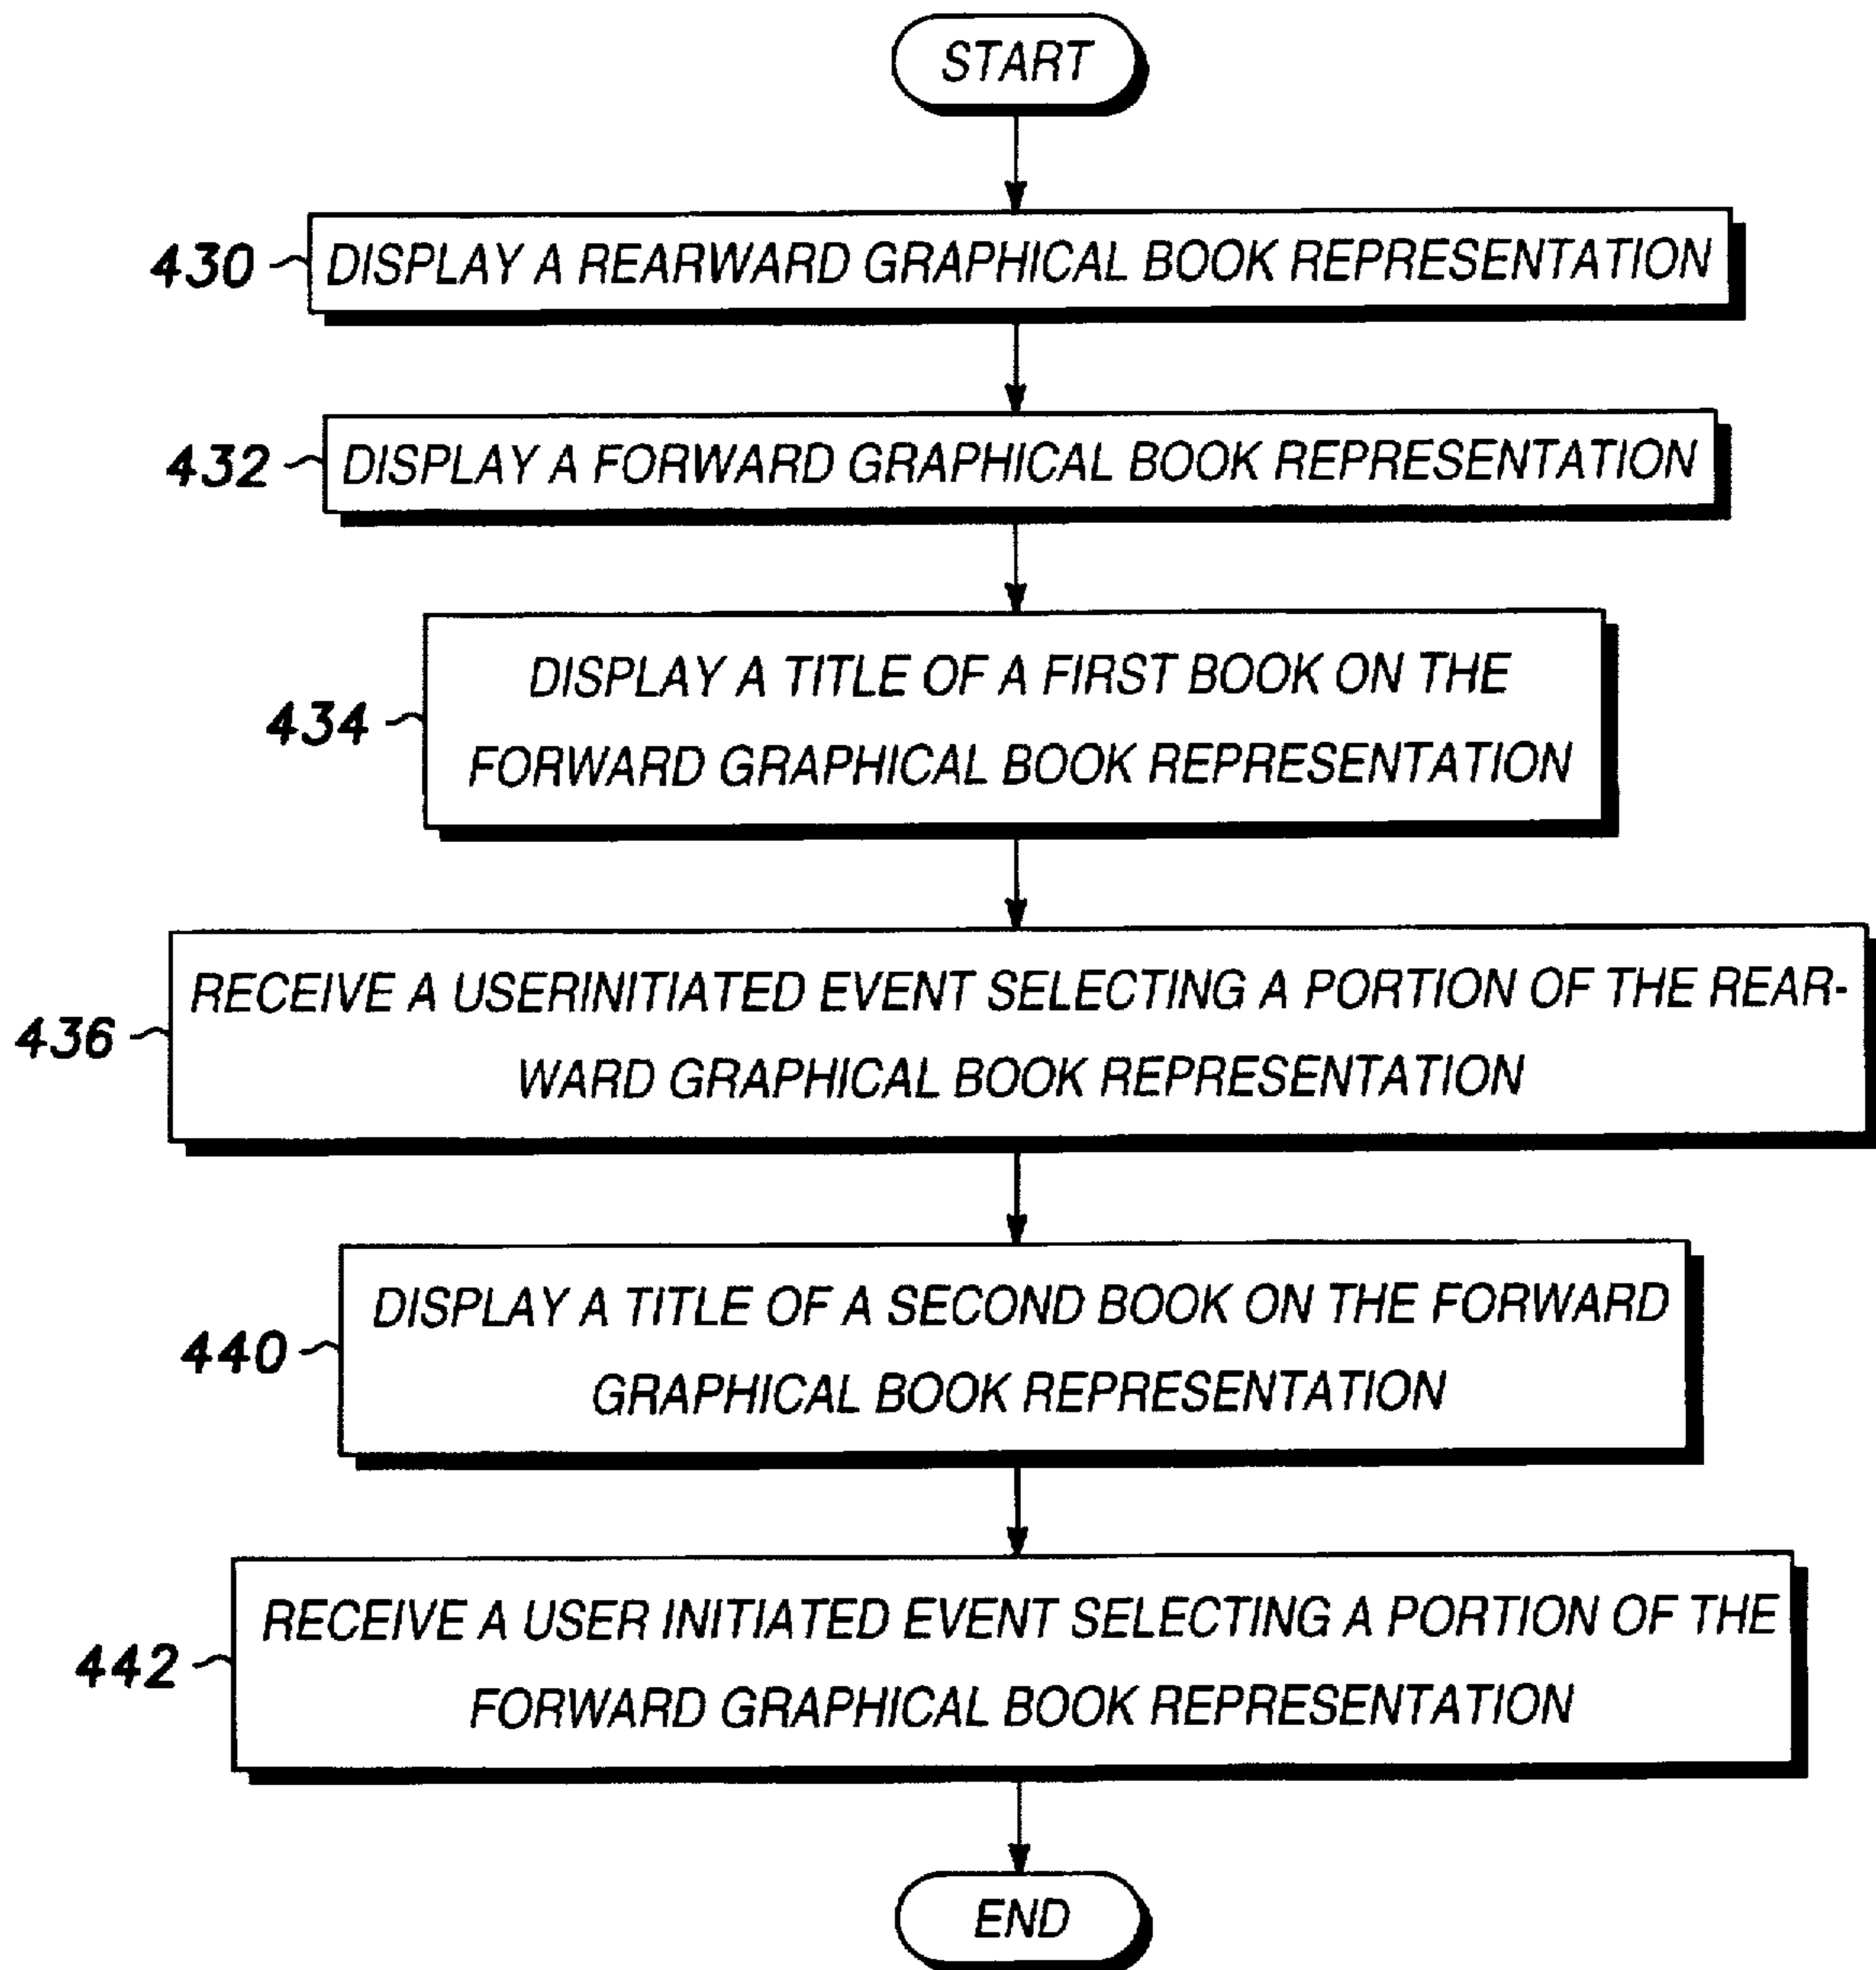 START
430 DISPLAY A REARWARD GRAPHICAL BOOK REPRESENTATION
432 DISPLAY A FORWARD GRAPHICAL BOOK REPRESENTATION
434 DISPLAY A TITLE OF A FIRST BOOK ON THE
FORWARD GRAPHICAL BOOK REPRESENTATION
436 RECEIVE A USERINITIATED EVENT SELECTING A PORTION OF THE REAR-
WARD GRAPHICAL BOOK REPRESENTATION
440 DISPLAY A TITLE OF A SECOND BOOK ON THE FORWARD
GRAPHICAL BOOK REPRESENTATION
442 RECEIVE A USER INITIATED EVENT SELECTING A PORTION OF THE
FORWARD GRAPHICAL BOOK REPRESENTATION
END